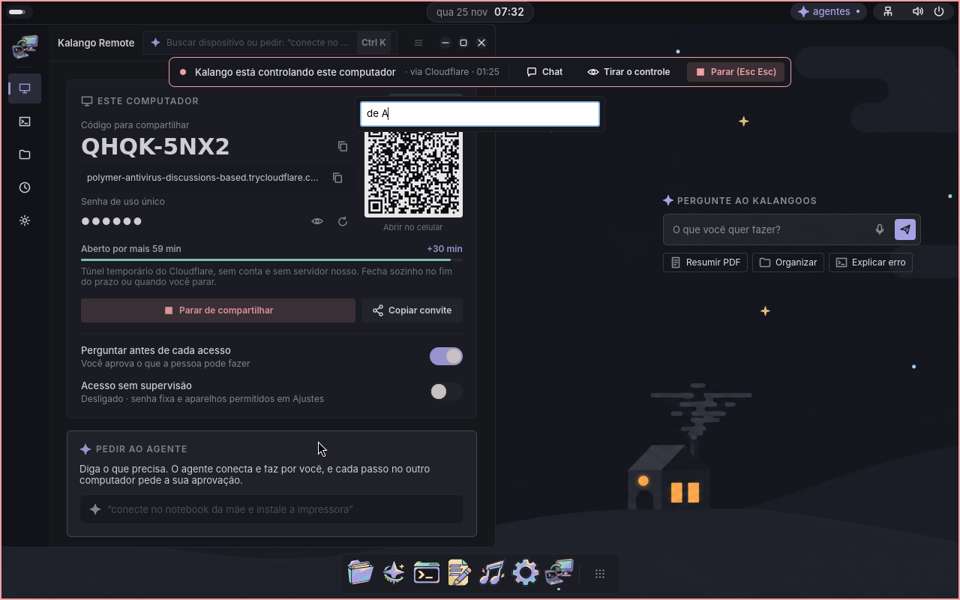 qua 25 nov 07:32
agentes
Kalango Remote
Buscar dispositivo ou pedir: "conecte no ...
Ctrl K
Kalango está controlando este computador · via Cloudflare · 01:25
Chat
Tirar o controle
Parar (Esc Esc)
ESTE COMPUTADOR
de A
Código para compartilhar
QHQK-5NX2
polymer-antivirus-discussions-based.trycloudflare.c...
Senha de uso único
Abrir no celular
Aberto por mais 59 min
+30 min
Túnel temporário do Cloudflare, sem conta e sem servidor nosso. Fecha sozinho no fim
do prazo ou quando você parar.
Parar de compartilhar
Copiar convite
Perguntar antes de cada acesso
Você aprova o que a pessoa pode fazer
Acesso sem supervisão
Desligado · senha fixa e aparelhos permitidos em Ajustes
PEDIR AO AGENTE
Diga o que precisa. O agente conecta e faz por você, e cada passo no outro
computador pede a sua aprovação.
"conecte no notebook da mãe e instale a impressora"
PERGUNTE AO KALANGOOS
O que você quer fazer?
Resumir PDF
Organizar
Explicar erro